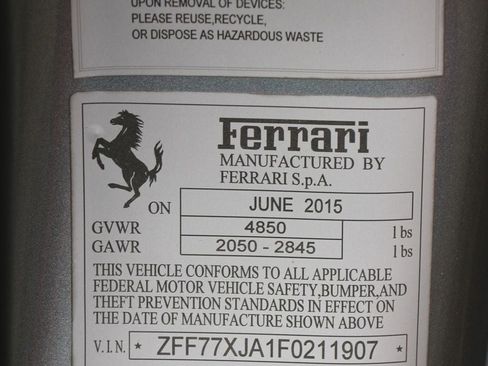 UPON REMOVAL OF DEVICES:
PLEASE REUSE,RECYCLE,
OR DISPOSE AS HAZARDOUS WASTE
Ferrari
MANUFACTURED BY
FERRARI S.p.A.
ON JUNE 2015
GVWR 4850 lbs
GAWR 2050 - 2845 lbs
THIS VEHICLE CONFORMS TO ALL APPLICABLE
FEDERAL MOTOR VEHICLE SAFETY,BUMPER,AND
THEFT PREVENTION STANDARDS IN EFFECT ON
THE DATE OF MANUFACTURE SHOWN ABOVE
V.I.N. * ZFF77XJA1F0211907 *